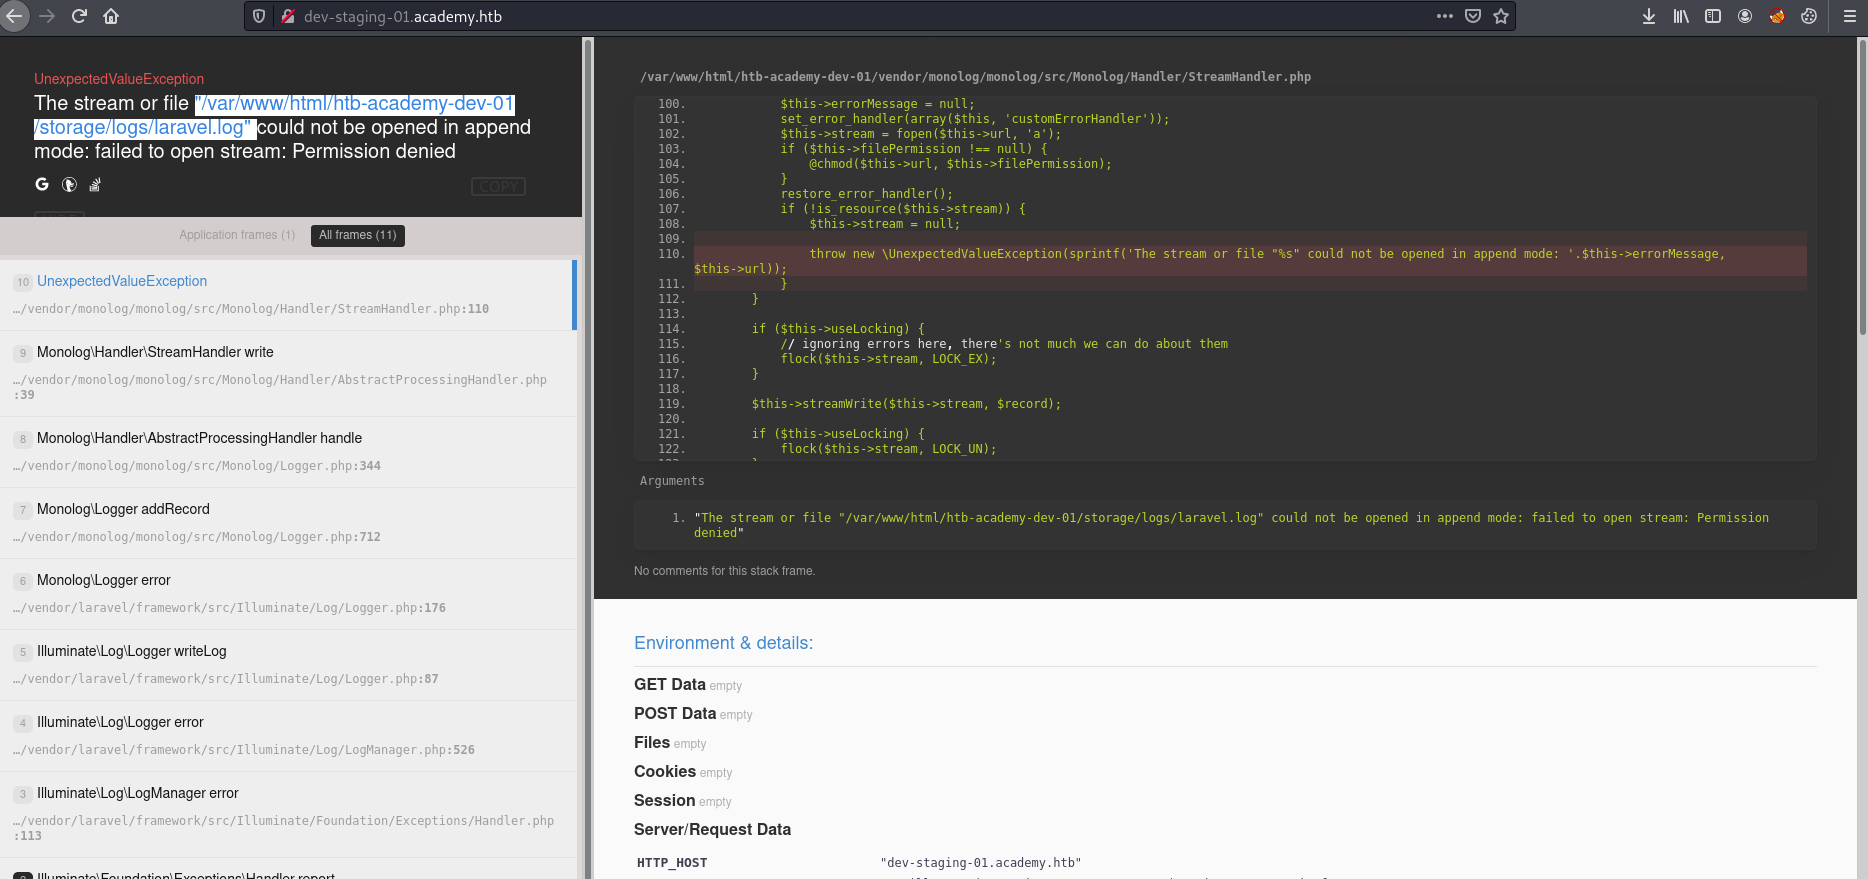 dev-staging-01.academy.htb
UnexpectedValueException
The stream or file "/var/www/html/htb-academy-dev-01
/storage/logs/laravel.log" could not be opened in append
mode: failed to open stream: Permission denied
COPY
Application frames (1) All frames (11)
10 UnexpectedValueException
…/vendor/monolog/monolog/src/Monolog/Handler/StreamHandler.php:110
9 Monolog\Handler\StreamHandler write
…/vendor/monolog/monolog/src/Monolog/Handler/AbstractProcessingHandler.php
:39
8 Monolog\Handler\AbstractProcessingHandler handle
…/vendor/monolog/monolog/src/Monolog/Logger.php:344
7 Monolog\Logger addRecord
…/vendor/monolog/monolog/src/Monolog/Logger.php:712
6 Monolog\Logger error
…/vendor/laravel/framework/src/Illuminate/Log/Logger.php:176
5 Illuminate\Log\Logger writeLog
…/vendor/laravel/framework/src/Illuminate/Log/Logger.php:87
4 Illuminate\Log\Logger error
…/vendor/laravel/framework/src/Illuminate/Log/LogManager.php:526
3 Illuminate\Log\LogManager error
…/vendor/laravel/framework/src/Illuminate/Foundation/Exceptions/Handler.php
:113
Illuminate\Foundation\Exceptions\Handler report
/var/www/html/htb-academy-dev-01/vendor/monolog/monolog/src/Monolog/Handler/StreamHandler.php
100. $this->errorMessage = null;
101. set_error_handler(array($this, 'customErrorHandler'));
102. $this->stream = fopen($this->url, 'a');
103. if ($this->filePermission !== null) {
104. @chmod($this->url, $this->filePermission);
105. }
106. restore_error_handler();
107. if (!is_resource($this->stream)) {
108. $this->stream = null;
109.
110. throw new \UnexpectedValueException(sprintf('The stream or file "%s" could not be opened in append mode: '.$this->errorMessage,
$this->url));
111. }
112. }
113.
114. if ($this->useLocking) {
115. // ignoring errors here, there's not much we can do about them
116. flock($this->stream, LOCK_EX);
117. }
118.
119. $this->streamWrite($this->stream, $record);
120.
121. if ($this->useLocking) {
122. flock($this->stream, LOCK_UN);
Arguments
1. "The stream or file "/var/www/html/htb-academy-dev-01/storage/logs/laravel.log" could not be opened in append mode: failed to open stream: Permission
denied"
No comments for this stack frame.
Environment & details:
GET Data empty
POST Data empty
Files empty
Cookies empty
Session empty
Server/Request Data
HTTP_HOST "dev-staging-01.academy.htb"